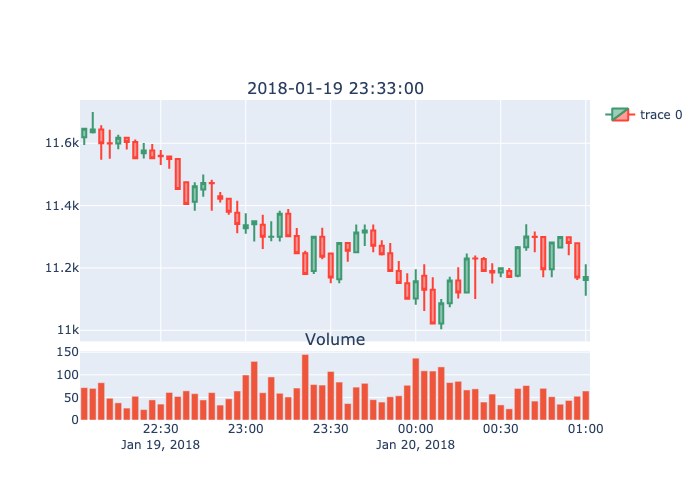 2018-01-19 23:33:00
trace 0
11.6k
11.4k
11.2k
11k
Volume
150
100
50
0
22:30 23:00 23:30 00:00 00:30 01:00
Jan 19, 2018 Jan 20, 2018